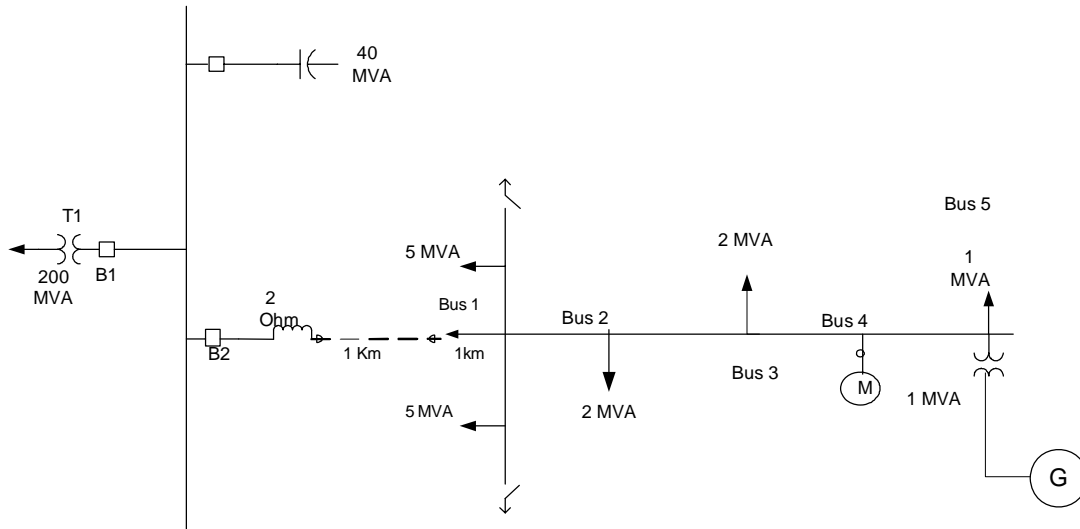 40
MVA
T1
200
MVA
B1
B2
2
Ohm
1 Km
Bus 1
1km
5 MVA
5 MVA
Bus 2
2 MVA
2 MVA
Bus 3
Bus 4
M
Bus 5
1
MVA
1 MVA
G